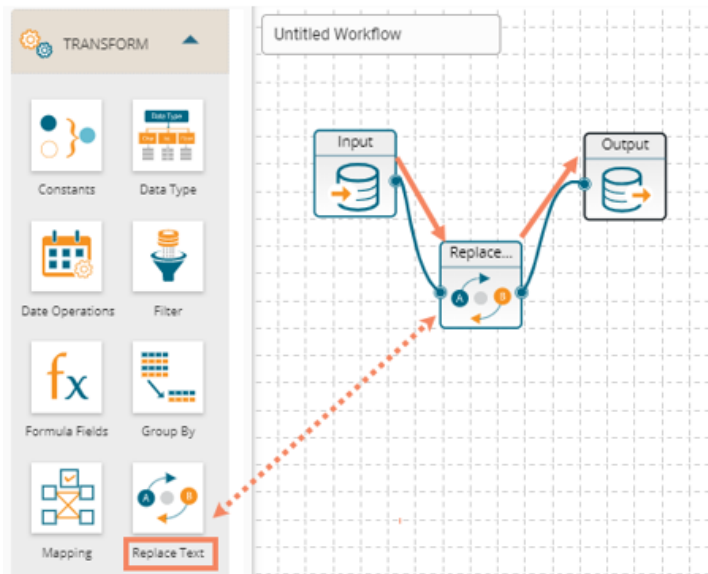 TRANSFORM
Untitled Workflow
Input
Output
Replace...
A
B
Data Type
Constants
Data Type
Date Operations
Filter
fx
Formula Fields
Group By
A
B
Mapping
Replace Text